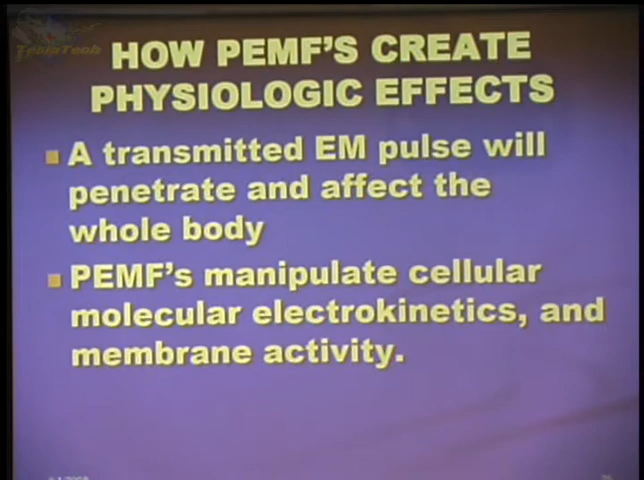 TeslaTech
HOW PEMF'S CREATE
PHYSIOLOGIC EFFECTS
A transmitted EM pulse will
penetrate and affect the
whole body
PEMF's manipulate cellular
molecular electrokinetics, and
membrane activity.